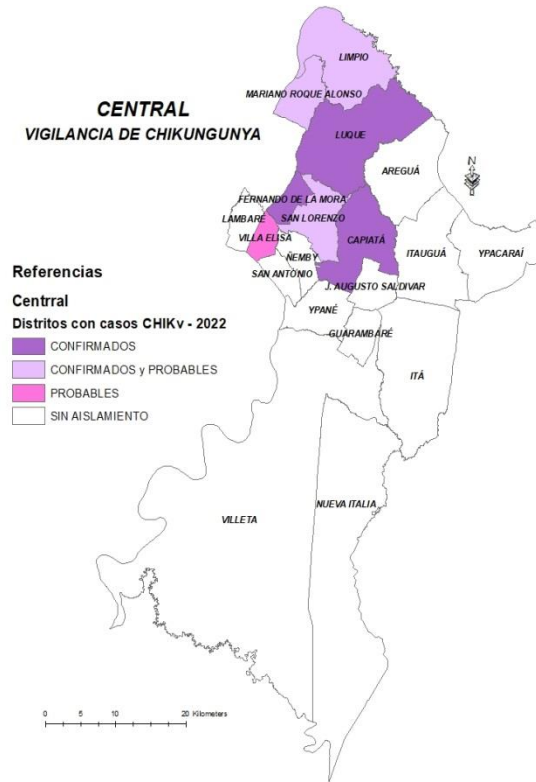 CENTRAL
VIGILANCIA DE CHIKUNGUNYA
LIMPIO
MARIANO ROQUE ALONSO
LUQUE
AREGUÁ
N
FERNANDO DE LA MORA
LAMBARÉ
SAN LORENZO
VILLA ELISA
CAPIATÁ
ITAUGUÁ
YPACARAÍ
ÑEMBY
SAN ANTONIO
J. AUGUSTO SALDIVAR
YPANÉ
GUARAMBARÉ
ITÁ
Referencias
Centrral
Distritos con casos CHIKv - 2022
CONFIRMADOS
CONFIRMADOS y PROBABLES
PROBABLES
SIN AISLAMIENTO
NUEVA ITALIA
VILLETA
0 5 10 20 Kilometers